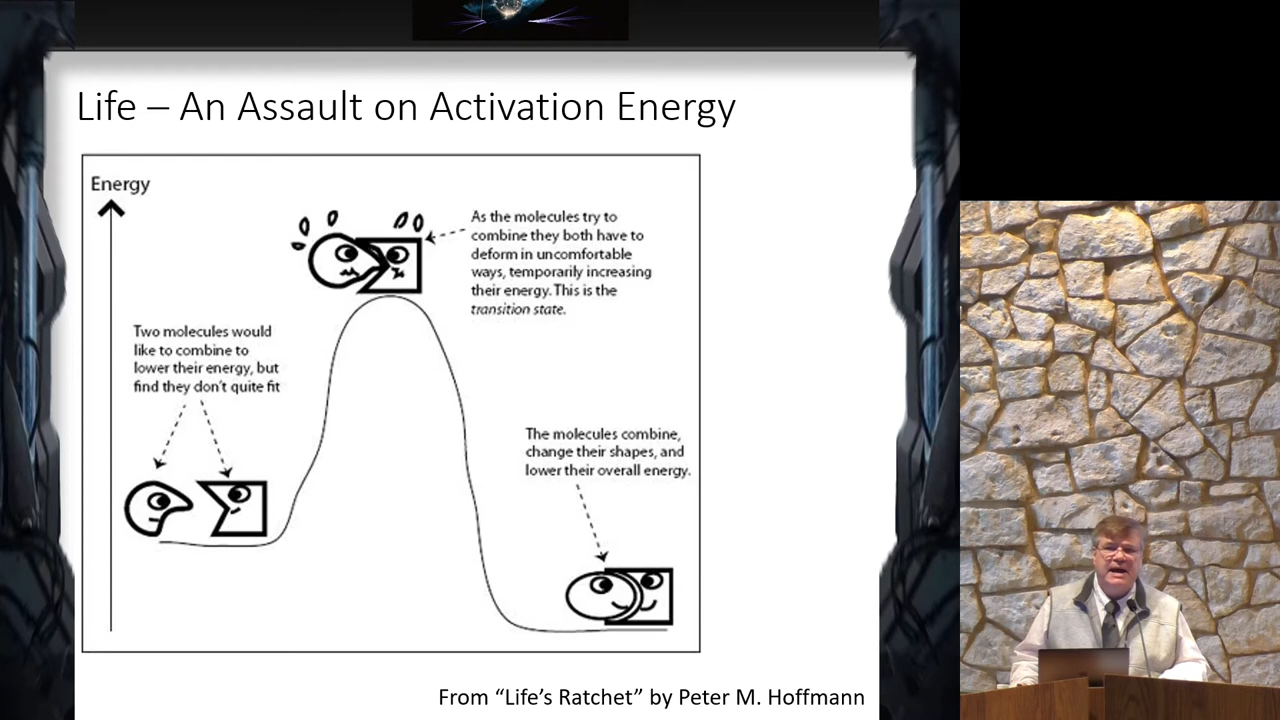 Life – An Assault on Activation Energy
Energy
As the molecules try to
combine they both have to
deform in uncomfortable
ways, temporarily increasing
their energy. This is the
transition state.
Two molecules would
like to combine to
lower their energy, but
find they don't quite fit
The molecules combine,
change their shapes, and
lower their overall energy.
From “Life’s Ratchet” by Peter M. Hoffmann